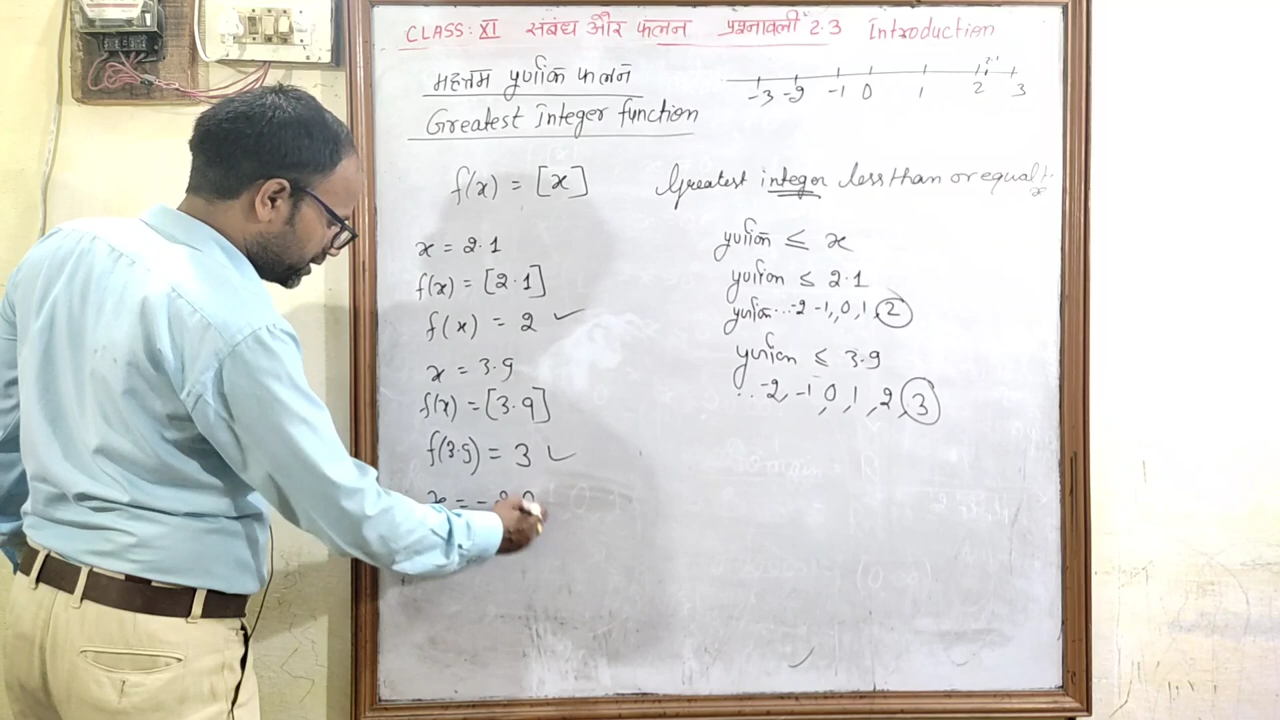 CLASS: XI संबंध और फलन प्रश्नावली 2.3 Introduction
महत्तम पूर्णांक फलन
-3 -2 -1 0 1 2 2.1 3
Greatest Integer function
f(x) = [x]
Greatest integer less than or equal
x = 2.1
पूर्णांक ≤ x
f(x) = [2.1]
पूर्णांक ≤ 2.1
f(x) = 2 ✓
पूर्णांक ... -2 -1, 0, 1, 2
x = 3.9
पूर्णांक ≤ 3.9
f(x) = [3.9]
.. -2, -1 0, 1, 2, 3
f(3.9) = 3 ✓
x = -